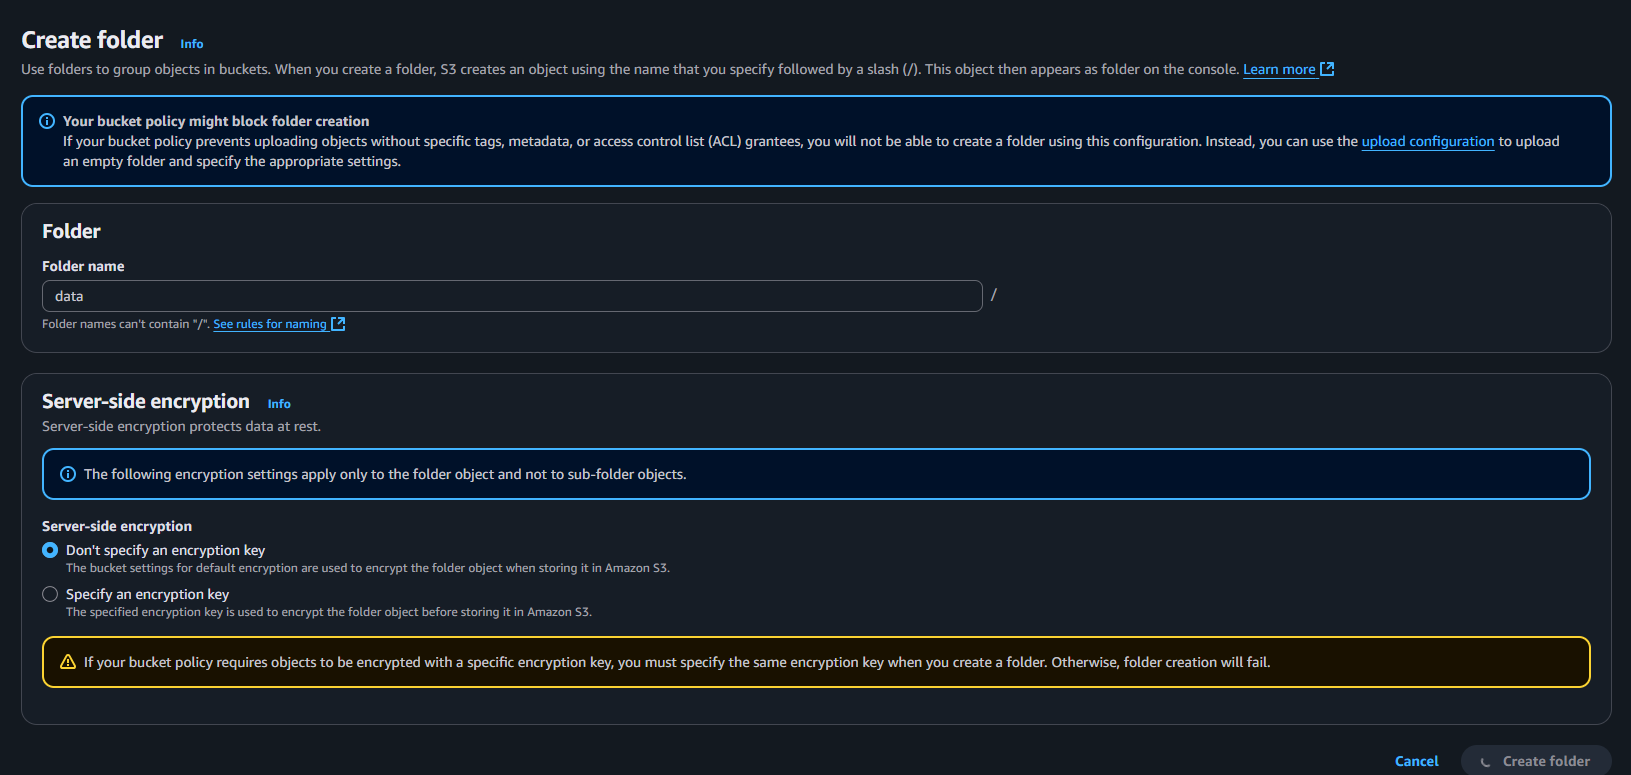 Create folder Info
Use folders to group objects in buckets. When you create a folder, S3 creates an object using the name that you specify followed by a slash (/). This object then appears as folder on the console. Learn more
Your bucket policy might block folder creation
If your bucket policy prevents uploading objects without specific tags, metadata, or access control list (ACL) grantees, you will not be able to create a folder using this configuration. Instead, you can use the upload configuration to upload
an empty folder and specify the appropriate settings.
Folder
Folder name
data /
Folder names can't contain "/". See rules for naming
Server-side encryption Info
Server-side encryption protects data at rest.
The following encryption settings apply only to the folder object and not to sub-folder objects.
Server-side encryption
Don't specify an encryption key
The bucket settings for default encryption are used to encrypt the folder object when storing it in Amazon S3.
Specify an encryption key
The specified encryption key is used to encrypt the folder object before storing it in Amazon S3.
If your bucket policy requires objects to be encrypted with a specific encryption key, you must specify the same encryption key when you create a folder. Otherwise, folder creation will fail.
Cancel Create folder